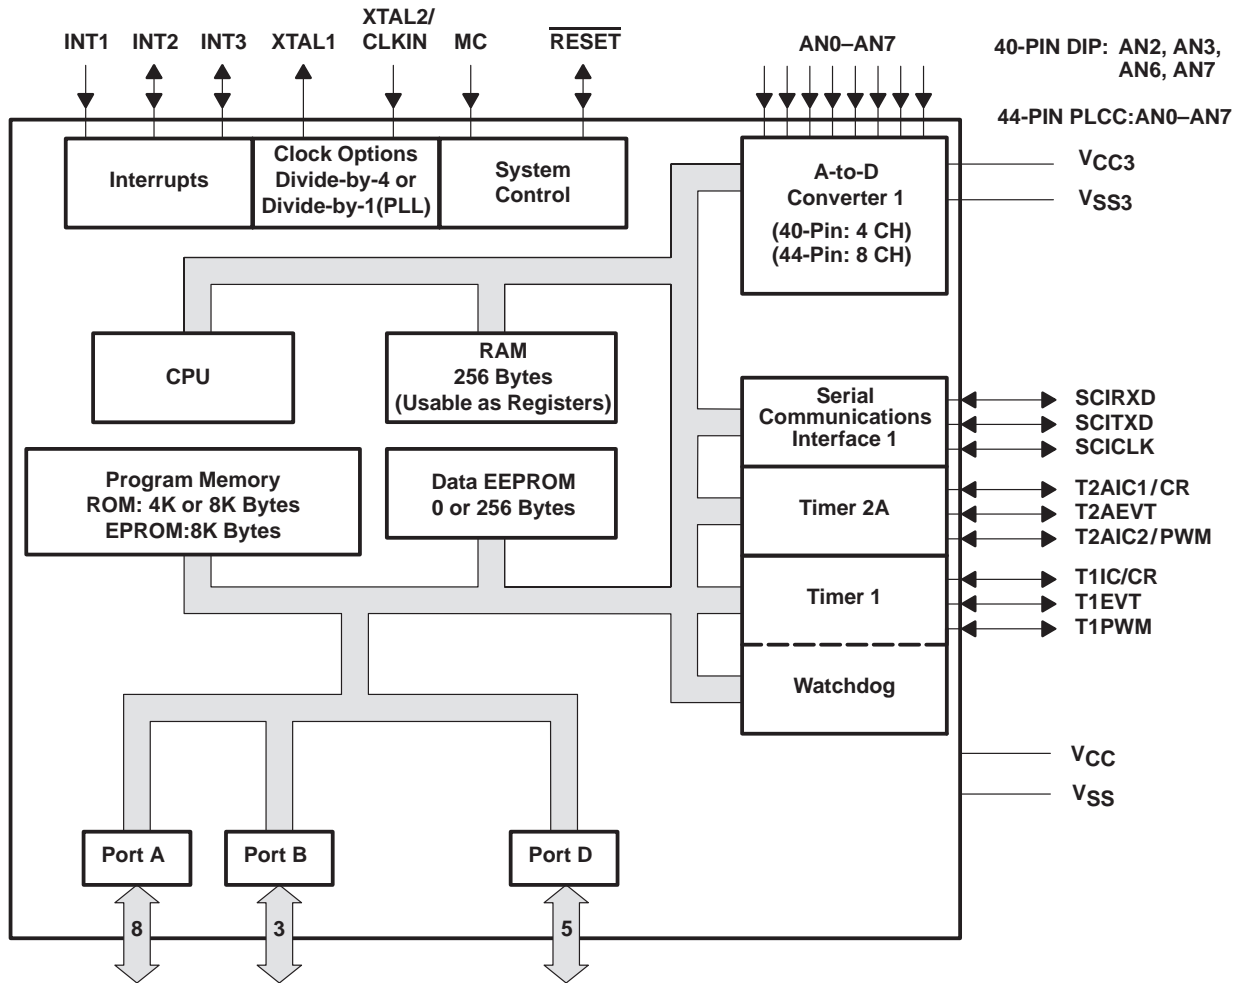 INT1
INT2
INT3
XTAL1
XTAL2/
CLKIN
MC
RESET
AN0–AN7
40-PIN DIP: AN2, AN3,
AN6, AN7
44-PIN PLCC:AN0–AN7
Interrupts
Clock Options
Divide-by-4 or
Divide-by-1(PLL)
System
Control
A-to-D
Converter 1
(40-Pin: 4 CH)
(44-Pin: 8 CH)
VCC3
VSS3
CPU
RAM
256 Bytes
(Usable as Registers)
Serial
Communications
Interface 1
SCIRXD
SCITXD
SCICLK
Program Memory
ROM: 4K or 8K Bytes
EPROM:8K Bytes
Data EEPROM
0 or 256 Bytes
Timer 2A
T2AIC1/CR
T2AEVT
T2AIC2/PWM
Timer 1
T1IC/CR
T1EVT
T1PWM
Watchdog
VCC
VSS
Port A
Port B
Port D
8
3
5